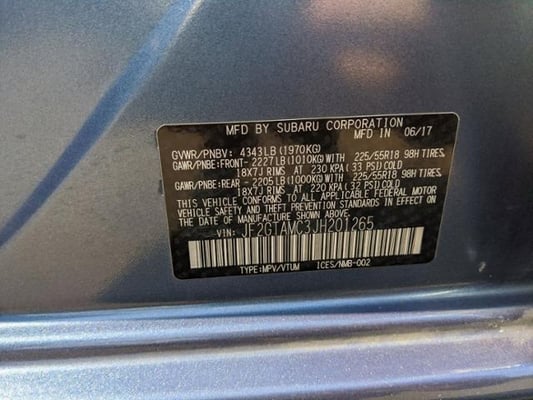 MFD BY SUBARU CORPORATION
MFD IN 06/17
GVWR/PNBV: 4343LB(1970KG)
GAWR/PNBE:FRONT- 2227LB(1010KG)WITH 225/55R18 98H TIRES,
18X7J RIMS AT 230 KPA(33 PSI)COLD
GAWR/PNBE:REAR - 2205LB(1000KG)WITH 225/55R18 98H TIRES,
18X7J RIMS AT 220 KPA(32 PSI)COLD
THIS VEHICLE CONFORMS TO ALL APPLICABLE FEDERAL MOTOR
VEHICLE SAFETY AND THEFT PREVENTION STANDARDS IN EFFECT ON
THE DATE OF MANUFACTURE SHOWN ABOVE.
VIN: JF2GTAMC3JH201265
TYPE:MPV/VTUM ICES/NMB-002